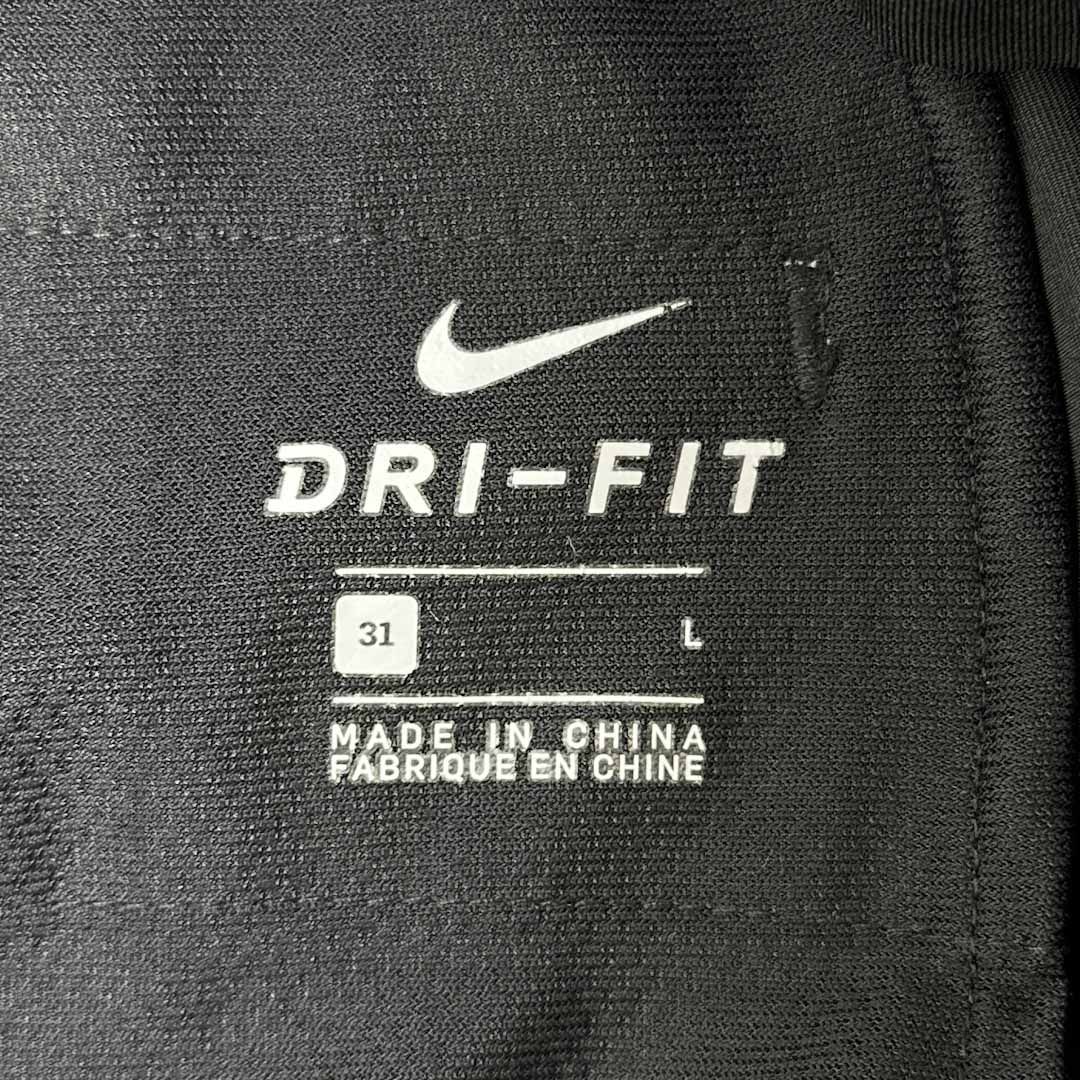 DRI-FIT
31 L
MADE IN CHINA
FABRIQUE EN CHINE